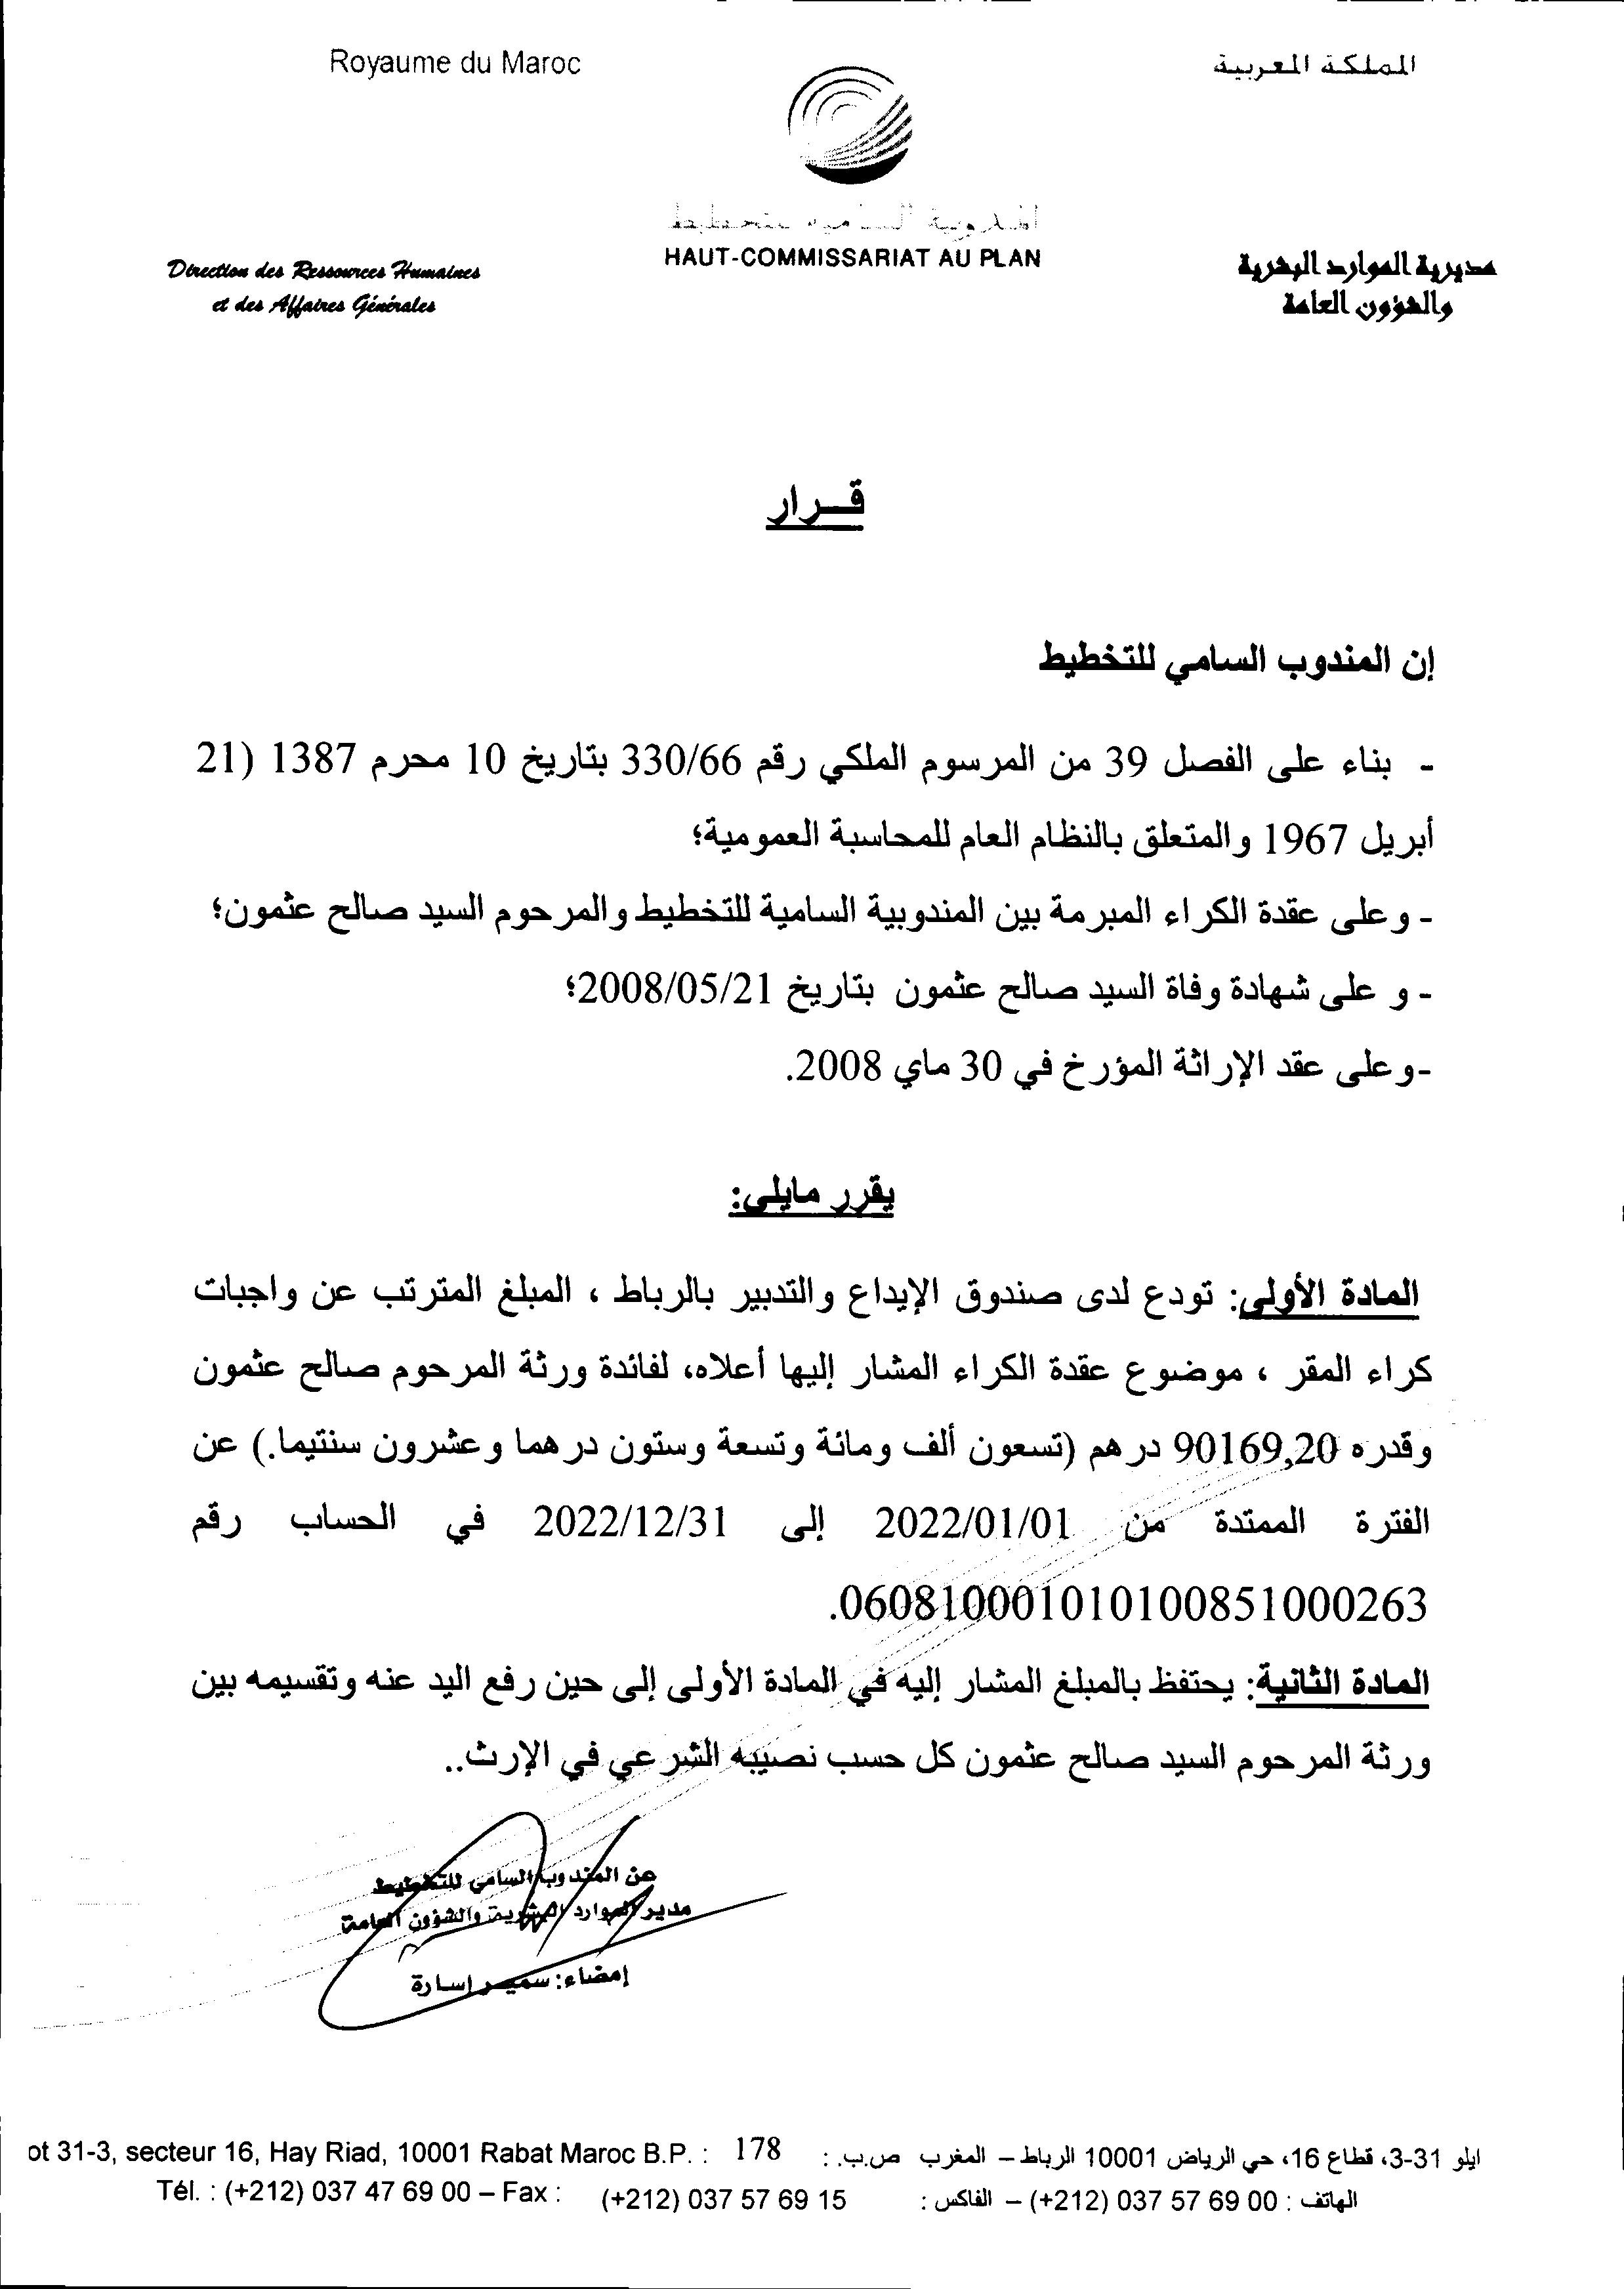 Royaume du Maroc
المملكة المغربية
HAUT-COMMISSARIAT AU PLAN
Direction des Ressources Humaines
et des Affaires Générales
مديرية الموارد البشرية
والشؤون العامة
قــرار
إن المندوب السامي للتخطيط
- بناء على الفصل 39 من المرسوم الملكي رقم 330/66 بتاريخ 10 محرم 1387 (21
أبريل 1967 والمتعلق بالنظام العام للمحاسبة العمومية؛
- وعلى عقدة الكراء المبرمة بين المندوبية السامية للتخطيط والمرحوم السيد صالح عثمون؛
- و على شهادة وفاة السيد صالح عثمون بتاريخ 2008/05/21؛
-وعلى عقد الإراثة المؤرخ في 30 ماي 2008.
يقرر مايلي:
المادة الأولى: تودع لدى صندوق الإيداع والتدبير بالرباط ، المبلغ المترتب عن واجبات
كراء المقر ، موضوع عقدة الكراء المشار إليها أعلاه، لفائدة ورثة المرحوم صالح عثمون
وقدره 90169,20 درهم (تسعون ألف ومائة وتسعة وستون درهما وعشرون سنتيما.) عن
الفترة الممتدة من 2022/01/01 إلى 2022/12/31 في الحساب رقم
060810001010100851000263.
المادة الثانية: يحتفظ بالمبلغ المشار إليه في المادة الأولى إلى حين رفع اليد عنه وتقسيمه بين
ورثة المرحوم السيد صالح عثمون كل حسب نصيبه الشرعي في الإرث..
عن المندوب السامي للتخطيط
مدير الموارد البشرية والشؤون العامة
إمضاء: سميـر إسارة
ot 31-3, secteur 16, Hay Riad, 10001 Rabat Maroc B.P. : 178
ايلو 31-3، قطاع 16، حي الرياض 10001 الرباط – المغرب ص.ب. :
Tél. : (+212) 037 47 69 00 – Fax : (+212) 037 57 69 15
الهاتف : 00 69 57 037 (212+) – الفاكس :